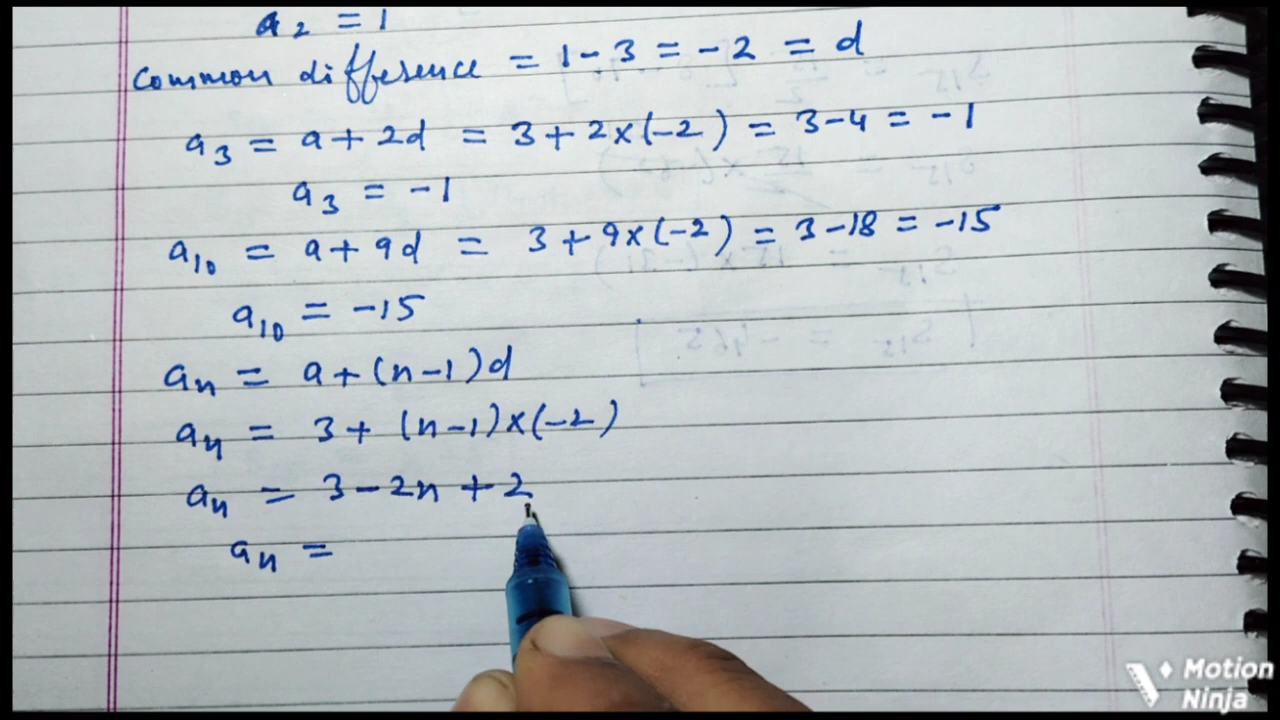 a₂ = 1
Common difference = 1 - 3 = -2 = d
a₃ = a + 2d = 3 + 2×(-2) = 3 - 4 = -1
a₃ = -1
a₁₀ = a + 9d = 3 + 9×(-2) = 3 - 18 = -15
a₁₀ = -15
aₙ = a + (n-1)d
aₙ = 3 + (n-1)×(-2)
aₙ = 3 - 2n + 2
aₙ =
Motion
Ninja